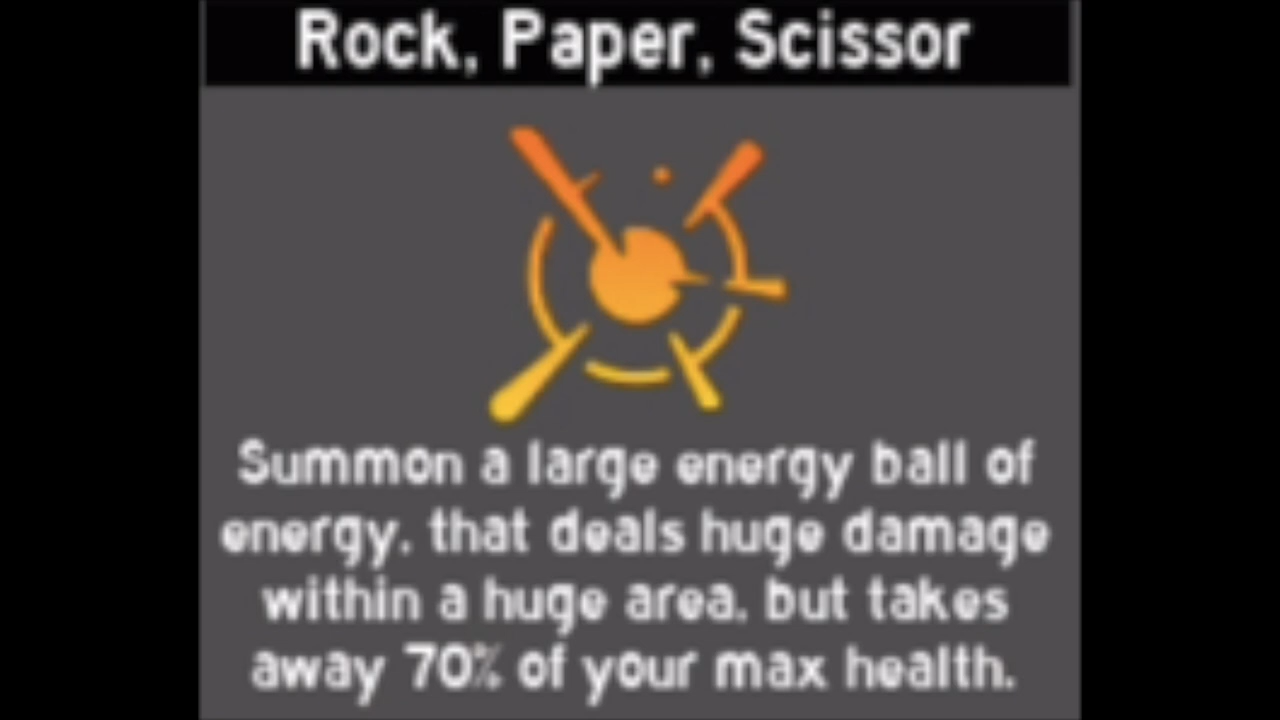 Rock, Paper, Scissor
Summon a large energy ball of
energy, that deals huge damage
within a huge area, but takes
away 70% of your max health.